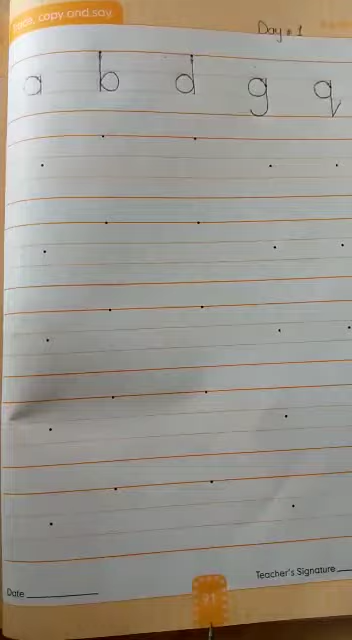 Trace, copy and say
Day # 1
a b d g q
Teacher's Signature
Date